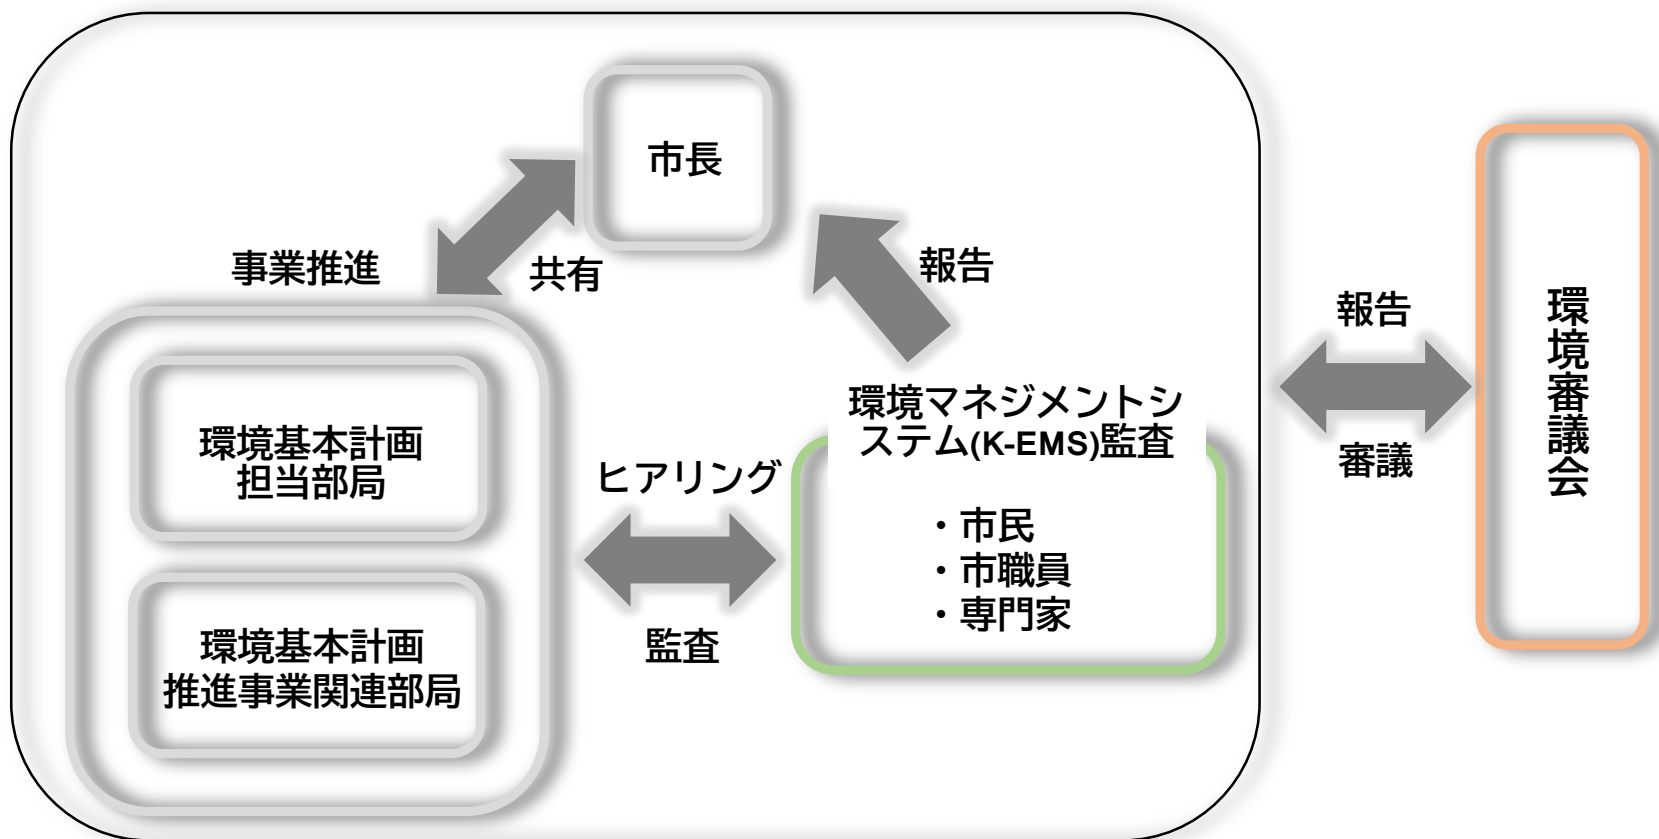 市長
事業推進
共有
報告
環境基本計画
担当部局
環境基本計画
推進事業関連部局
ヒアリング
監査
環境マネジメントシ
ステム(K-EMS)監査
・市民
・市職員
・専門家
報告
審議
環境審議会